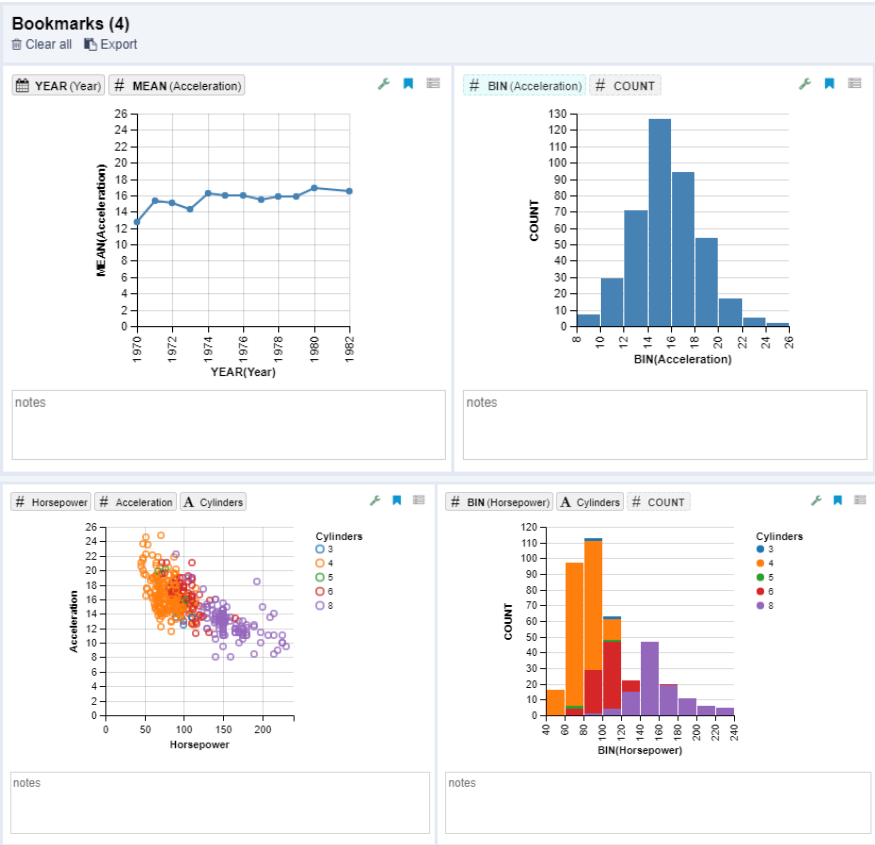 Bookmarks (4)
Clear all Export
YEAR (Year) # MEAN (Acceleration)
26
24
22
20
18
16
14
12
10
8
6
4
2
0
MEAN(Acceleration)
1970 1972 1974 1976 1978 1980 1982
YEAR(Year)
notes
# BIN (Acceleration) # COUNT
130
120
110
100
90
80
70
60
50
40
30
20
10
0
COUNT
8 10 12 14 16 18 20 22 24 26
BIN(Acceleration)
notes
# Horsepower # Acceleration A Cylinders
26
24
22
20
18
16
14
12
10
8
6
4
2
0
Acceleration
0 50 100 150 200
Horsepower
Cylinders
3
4
5
6
8
notes
# BIN (Horsepower) A Cylinders # COUNT
120
110
100
90
80
70
60
50
40
30
20
10
0
COUNT
40 60 80 100 120 140 160 180 200 220 240
BIN(Horsepower)
Cylinders
3
4
5
6
8
notes